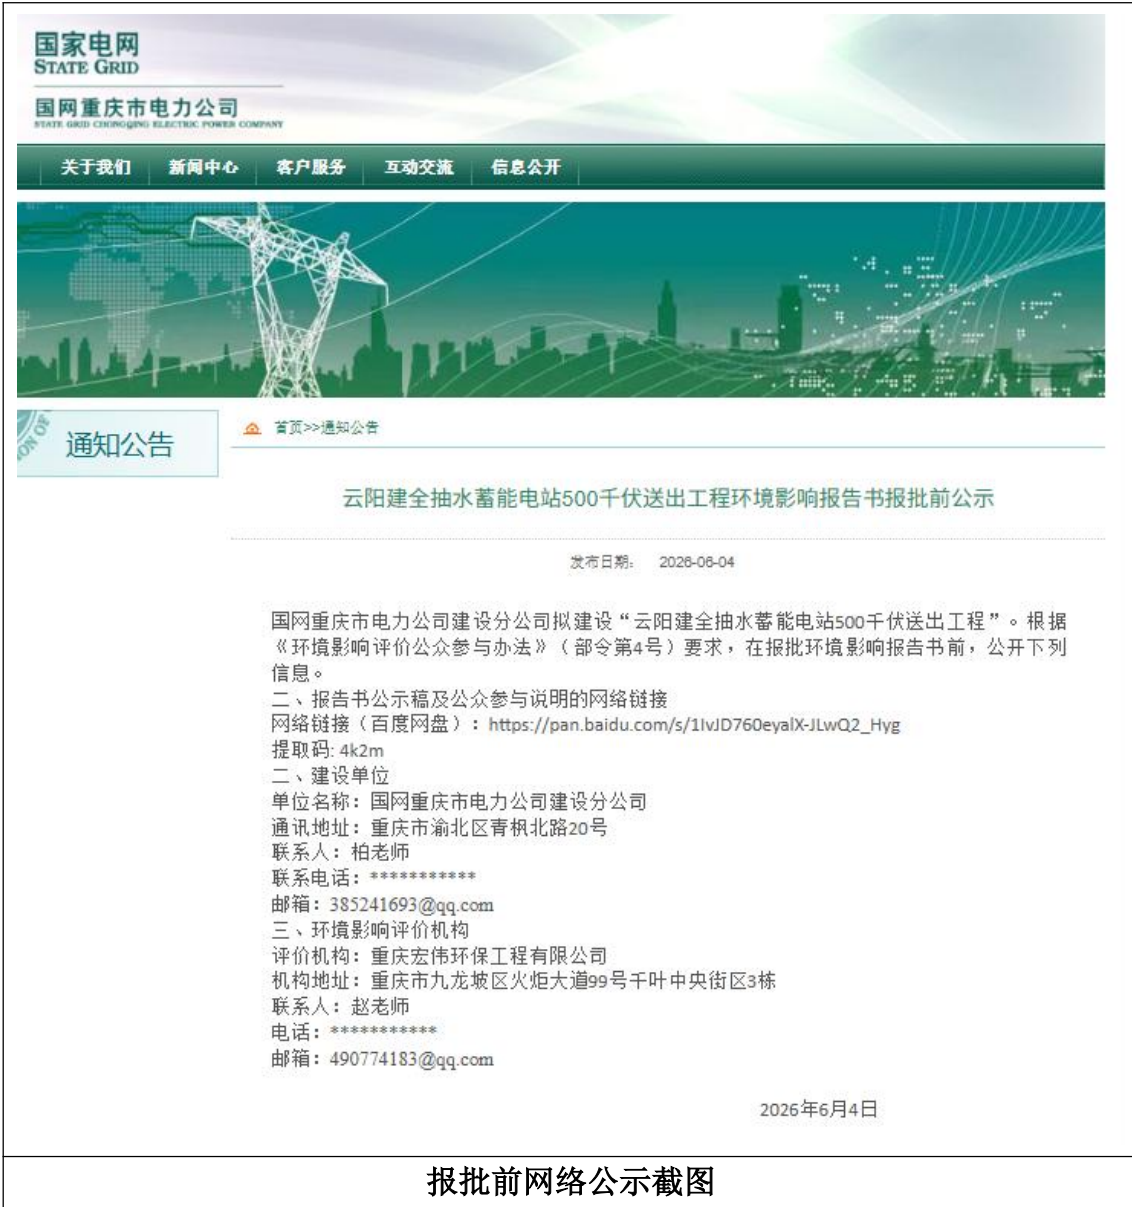 国家电网
STATE GRID
国网重庆市电力公司
STATE GRID CHONGQING ELECTRIC POWER COMPANY
关于我们 新闻中心 客户服务 互动交流 信息公开
通知公告
首页>>通知公告
云阳建全抽水蓄能电站500千伏送出工程环境影响报告书报批前公示
发布日期： 2026-06-04
国网重庆市电力公司建设分公司拟建设“云阳建全抽水蓄能电站500千伏送出工程”。根据
《环境影响评价公众参与办法》（部令第4号）要求，在报批环境影响报告书前，公开下列
信息。
二、报告书公示稿及公众参与说明的网络链接
网络链接（百度网盘）：https://pan.baidu.com/s/1IvJD760eyalX-JLwQ2_Hyg
提取码: 4k2m
二、建设单位
单位名称：国网重庆市电力公司建设分公司
通讯地址：重庆市渝北区青枫北路20号
联系人：柏老师
联系电话：***********
邮箱：385241693@qq.com
三、环境影响评价机构
评价机构：重庆宏伟环保工程有限公司
机构地址：重庆市九龙坡区火炬大道99号千叶中央街区3栋
联系人：赵老师
电话：***********
邮箱：490774183@qq.com
2026年6月4日
报批前网络公示截图